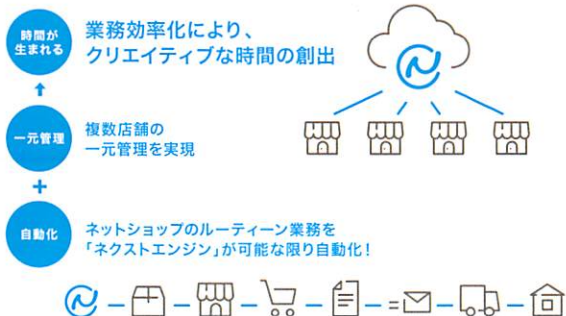 時間が
生まれる
業務効率化により、
クリエイティブな時間の創出
一元管理
複数店舗の
一元管理を実現
自動化
ネットショップのルーティーン業務を
「ネクストエンジン」が可能な限り自動化！